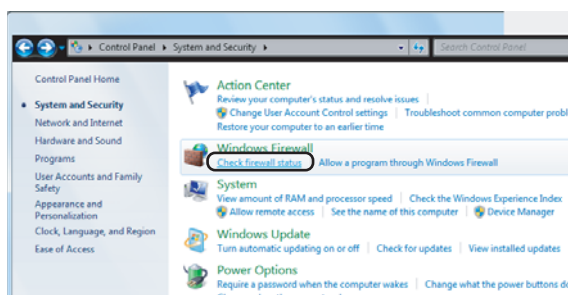 Control Panel ▸ System and Security ▸ Search Control Panel
Control Panel Home
System and Security
Network and Internet
Hardware and Sound
Programs
User Accounts and Family
Safety
Appearance and
Personalization
Clock, Language, and Region
Ease of Access
Action Center
Review your computer's status and resolve issues
Change User Account Control settings | Troubleshoot common computer probl
Restore your computer to an earlier time
Windows Firewall
Check firewall status | Allow a program through Windows Firewall
System
View amount of RAM and processor speed | Check the Windows Experience Index
Allow remote access | See the name of this computer | Device Manager
Windows Update
Turn automatic updating on or off | Check for updates | View installed updates
Power Options
Require a password when the computer wakes | Change what the power buttons do